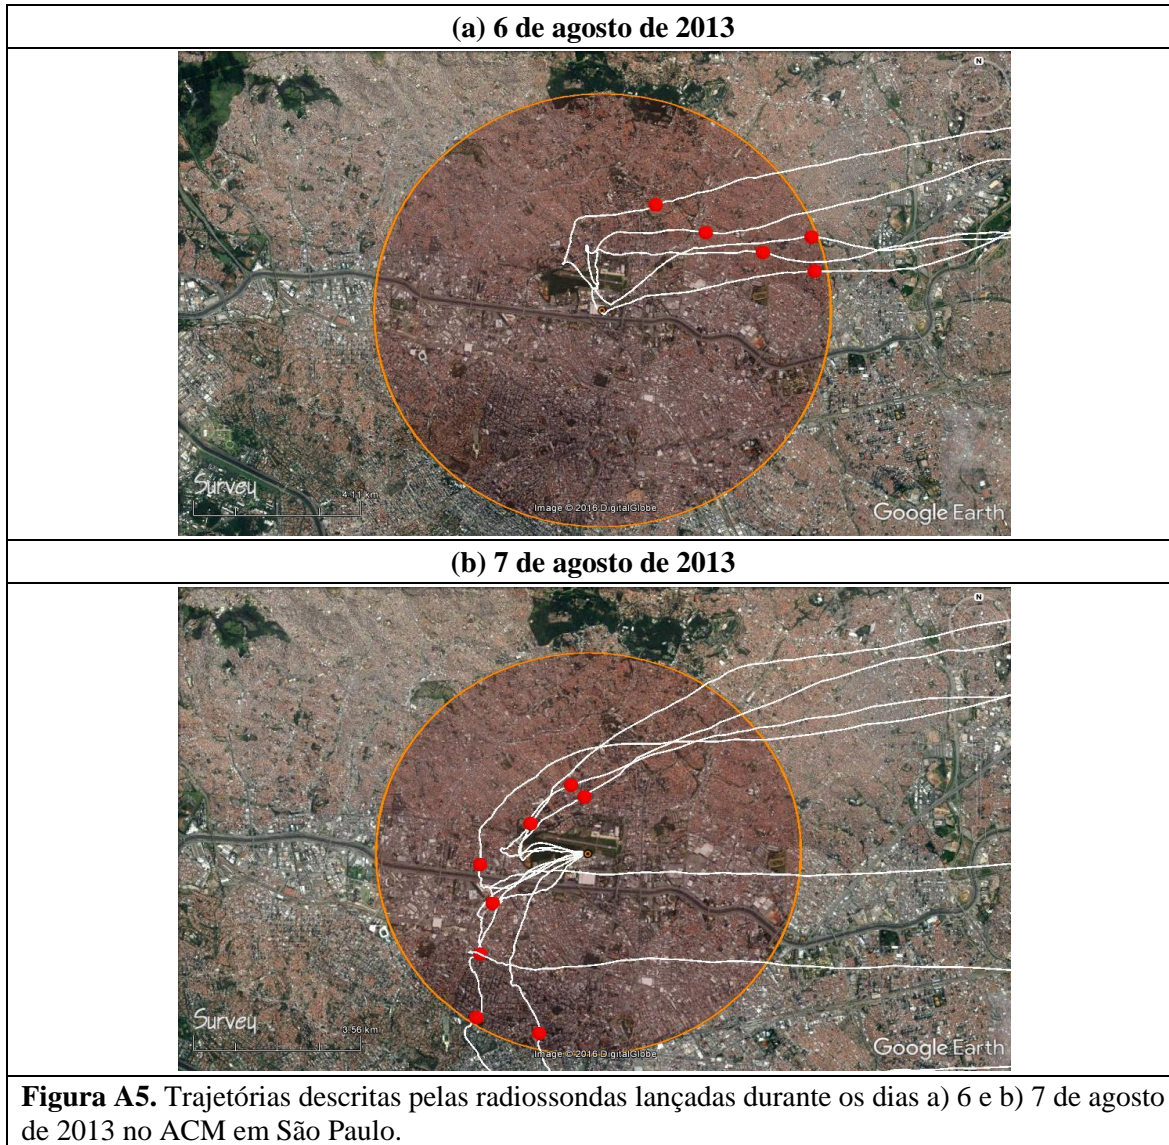 (a) 6 de agosto de 2013
N
Survey
4.11 km
Image © 2016 DigitalGlobe
Google Earth
(b) 7 de agosto de 2013
N
Survey
3.56 km
Image © 2016 DigitalGlobe
Google Earth
Figura A5. Trajetórias descritas pelas radiossondas lançadas durante os dias a) 6 e b) 7 de agosto
de 2013 no ACM em São Paulo.